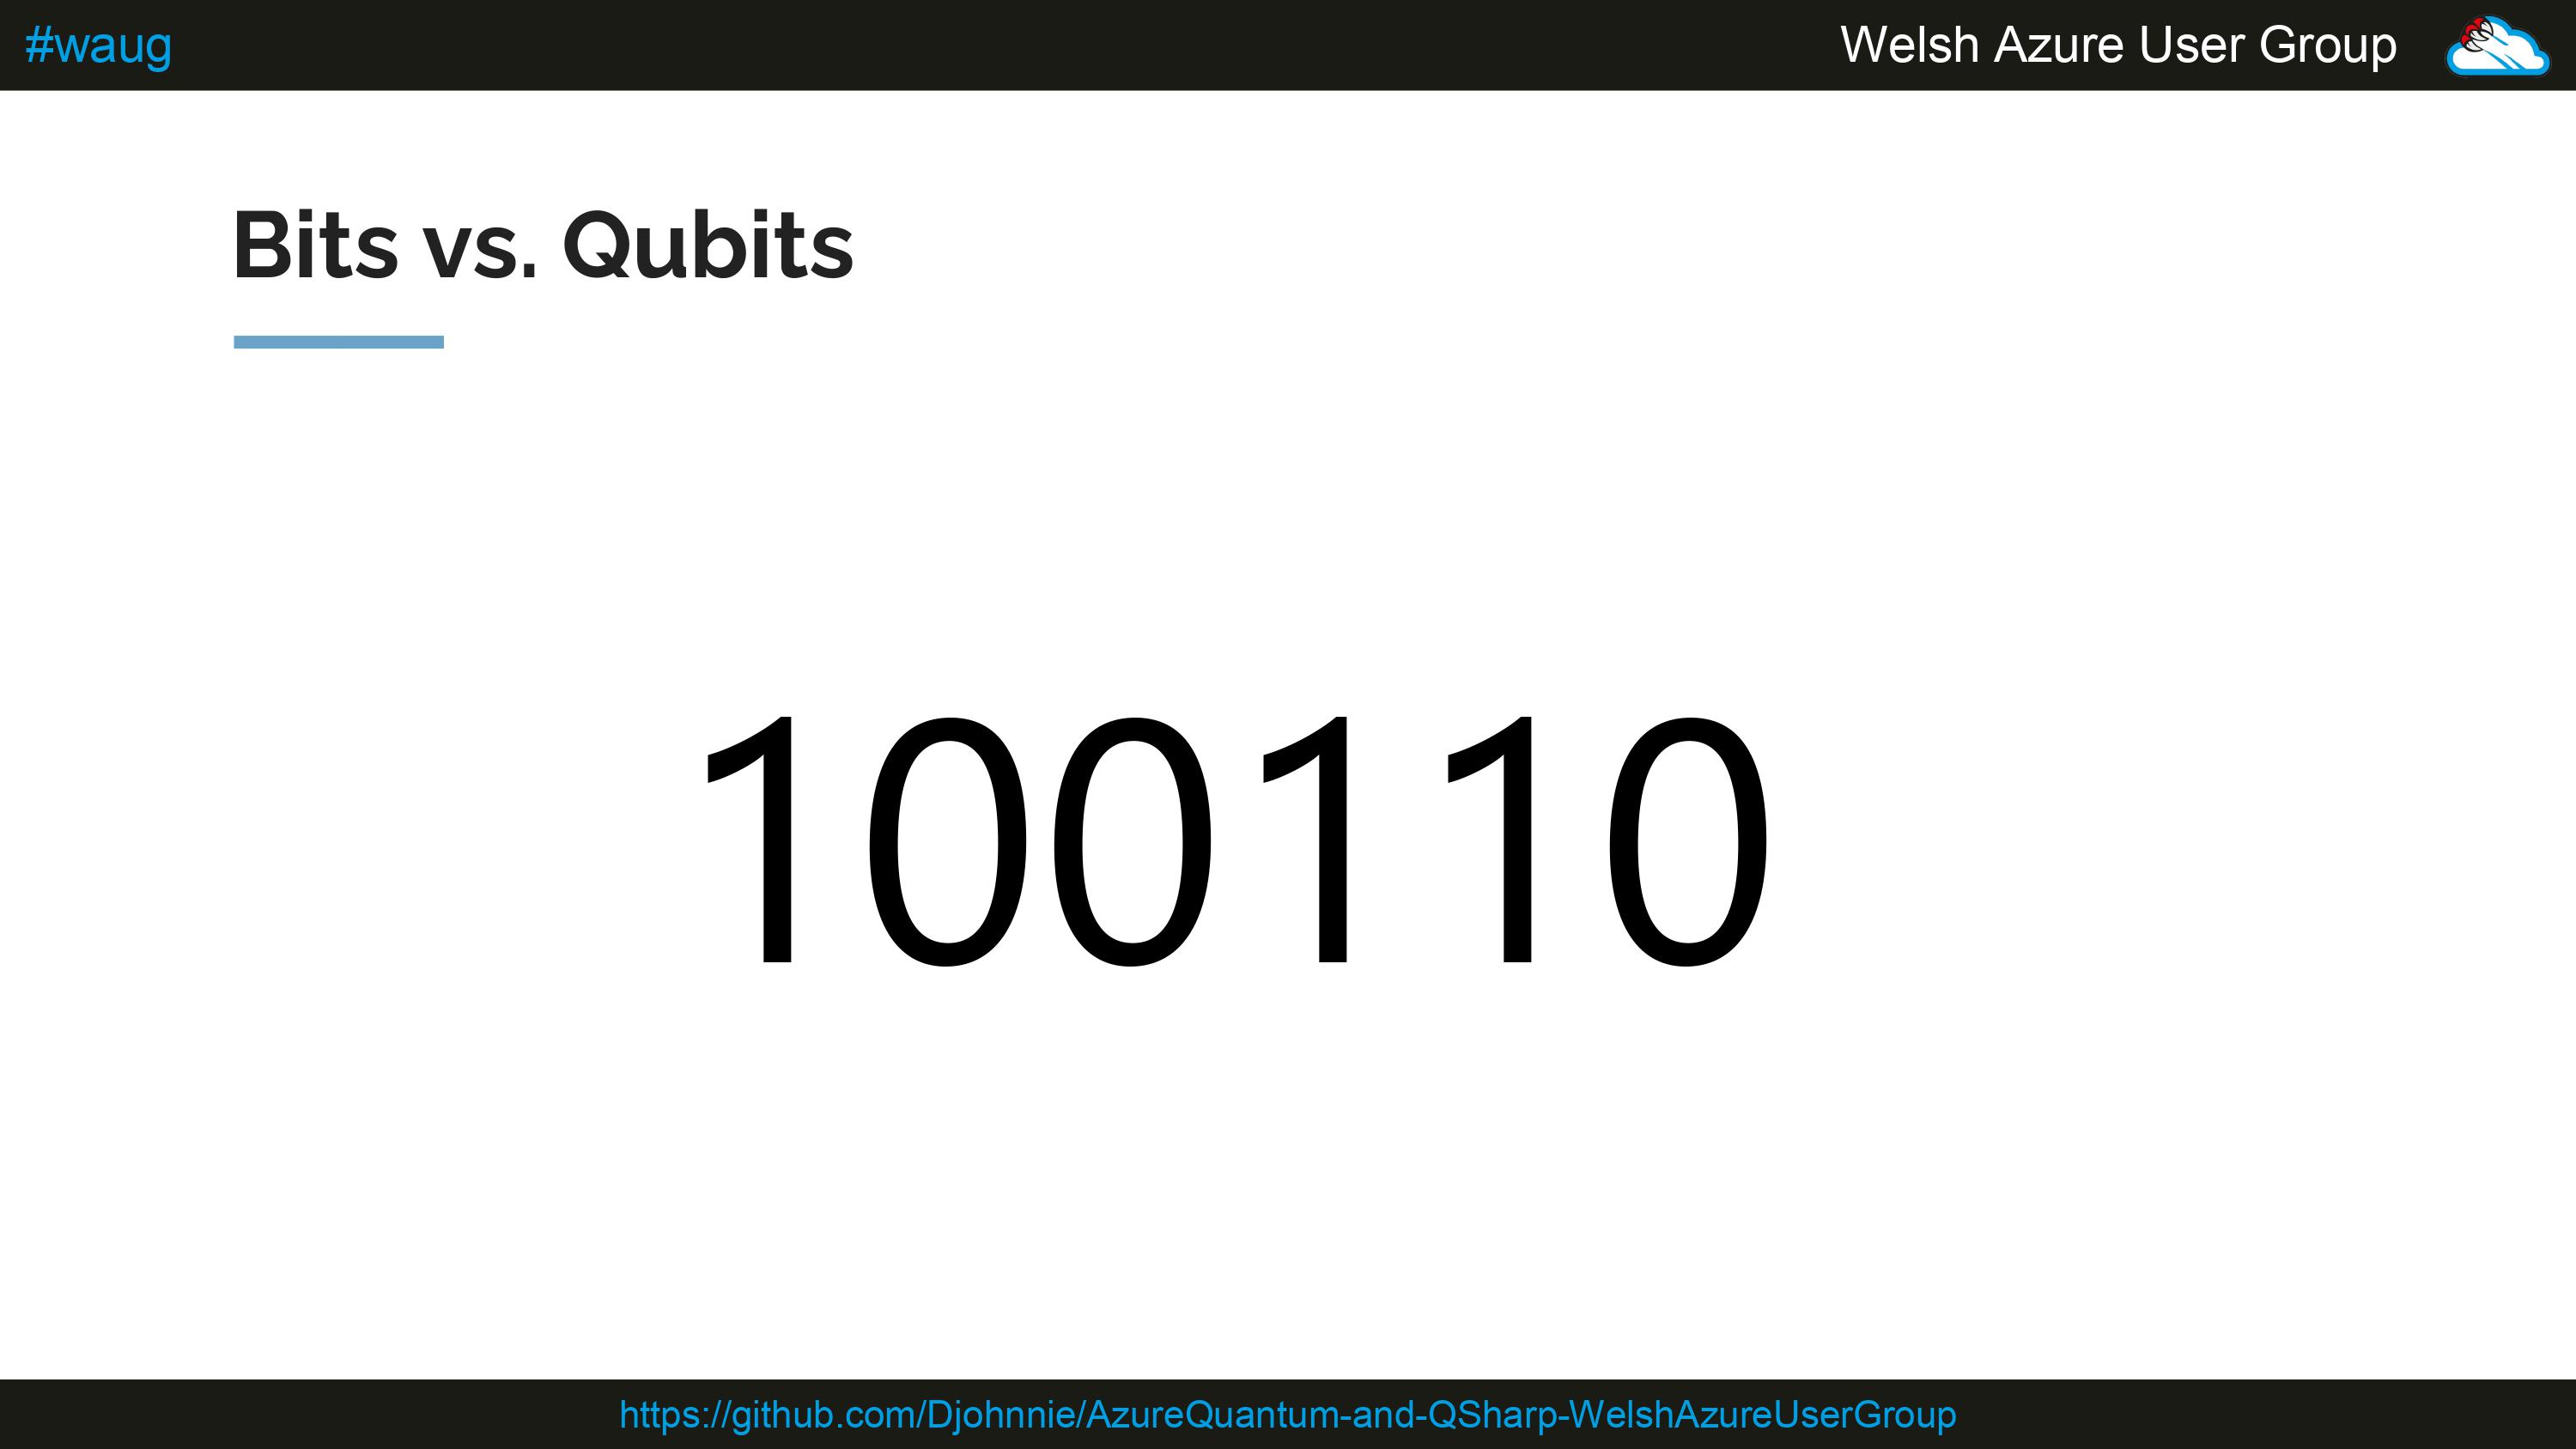 #waug
Welsh Azure User Group
Bits vs. Qubits
100110
https://github.com/Djohnnie/AzureQuantum-and-QSharp-WelshAzureUserGroup